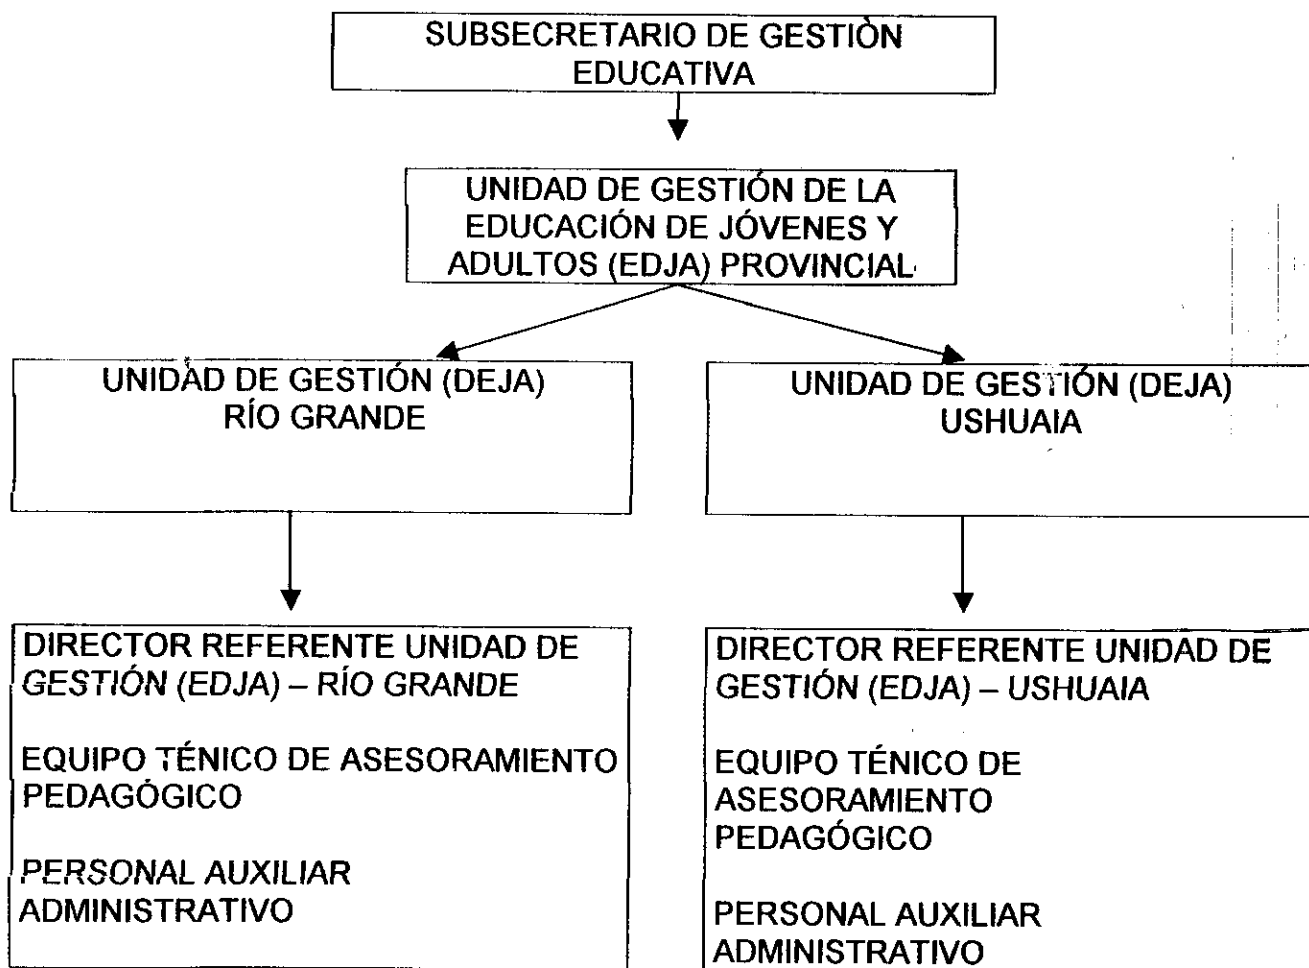 SUBSECRETARIO DE GESTIÒN
EDUCATIVA
UNIDAD DE GESTIÓN DE LA
EDUCACIÓN DE JÓVENES Y
ADULTOS (EDJA) PROVINCIAL
UNIDAD DE GESTIÓN (DEJA)
RÍO GRANDE
UNIDAD DE GESTIÓN (DEJA)
USHUAIA
DIRECTOR REFERENTE UNIDAD DE
GESTIÓN (EDJA) – RÍO GRANDE
EQUIPO TÉNICO DE ASESORAMIENTO
PEDAGÓGICO
PERSONAL AUXILIAR
ADMINISTRATIVO
DIRECTOR REFERENTE UNIDAD DE
GESTIÓN (EDJA) – USHUAIA
EQUIPO TÉNICO DE
ASESORAMIENTO
PEDAGÓGICO
PERSONAL AUXILIAR
ADMINISTRATIVO